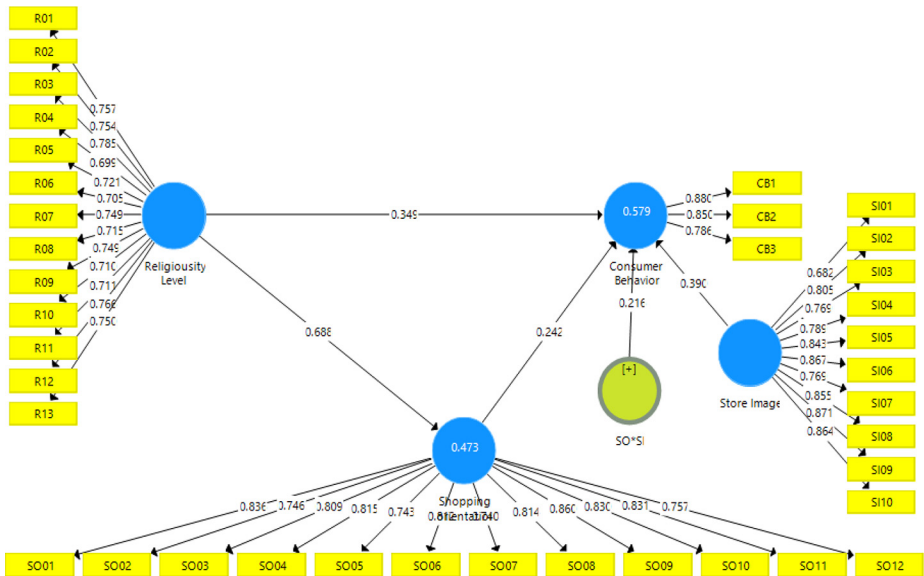 R01
R02
R03
R04
R05
R06
R07
R08
R09
R10
R11
R12
R13
0.757
0.754
0.785
0.699
0.721
0.705
0.749
0.715
0.749
0.710
0.711
0.766
0.750
Religiousity
Level
0.349
0.688
0.579
Consumer
Behavior
0.880
0.850
0.786
CB1
CB2
CB3
0.242
0.216
0.390
[+]
SO*SI
Store Image
0.682
0.805
0.769
0.789
0.843
0.867
0.769
0.855
0.871
0.864
SI01
SI02
SI03
SI04
SI05
SI06
SI07
SI08
SI09
SI10
0.473
Shopping
Orientation
0.836
0.746
0.809
0.815
0.743
0.812
0.740
0.814
0.860
0.830
0.831
0.757
SO01
SO02
SO03
SO04
SO05
SO06
SO07
SO08
SO09
SO10
SO11
SO12